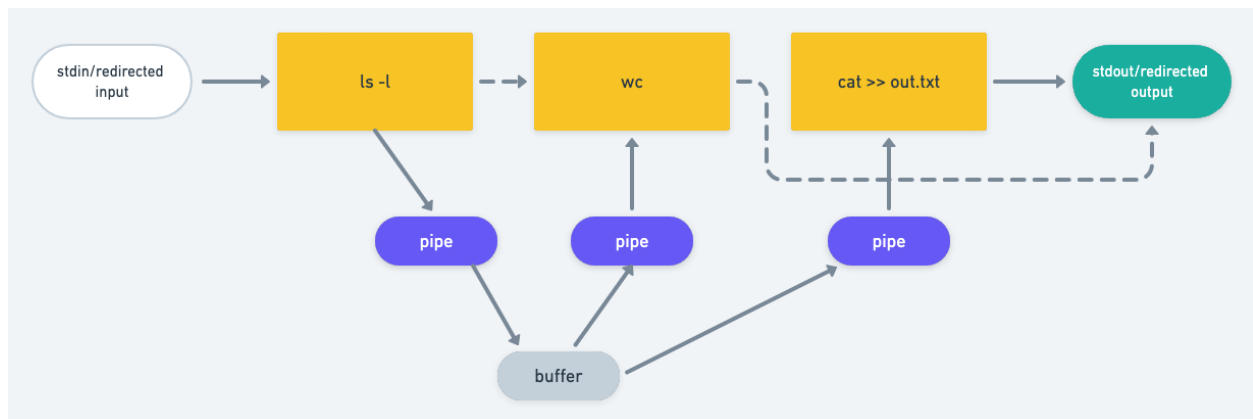 stdin/redirected
input
ls -l
wc
cat >> out.txt
stdout/redirected
output
pipe
pipe
pipe
buffer